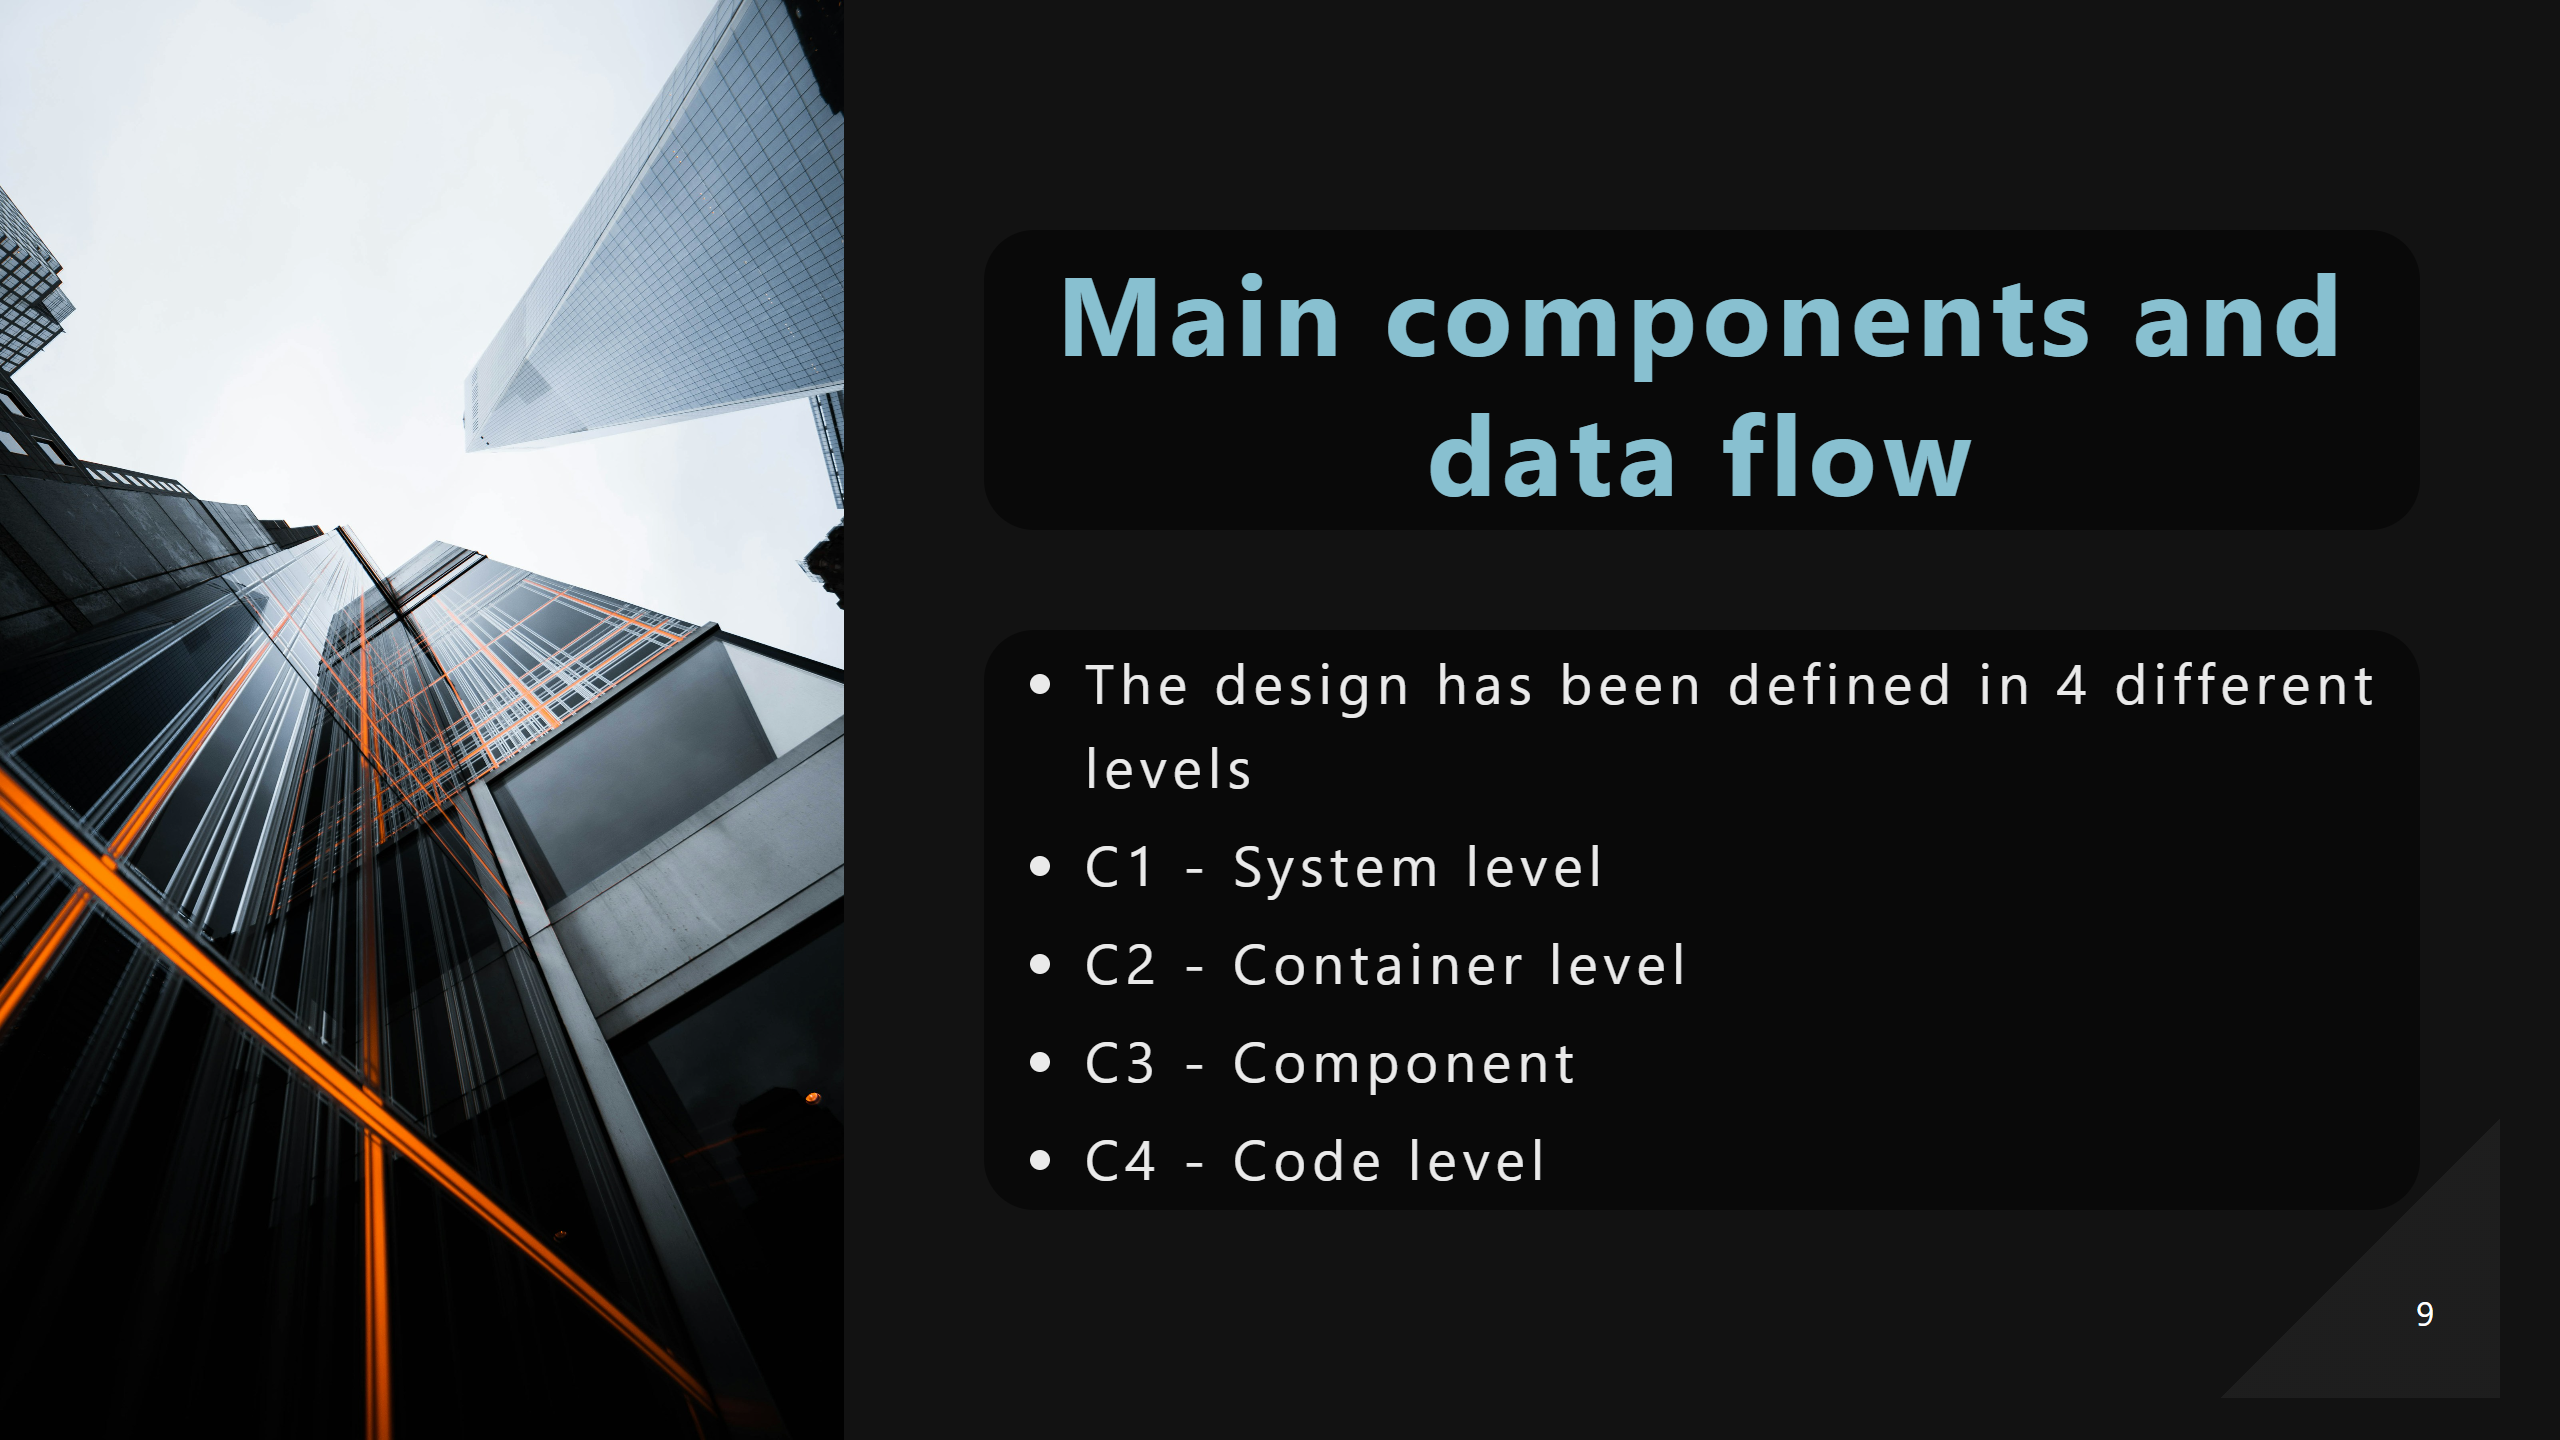 Main components and
data flow
• The design has been defined in 4 different
levels
• C1 - System level
• C2 - Container level
• C3 - Component
• C4 - Code level
9